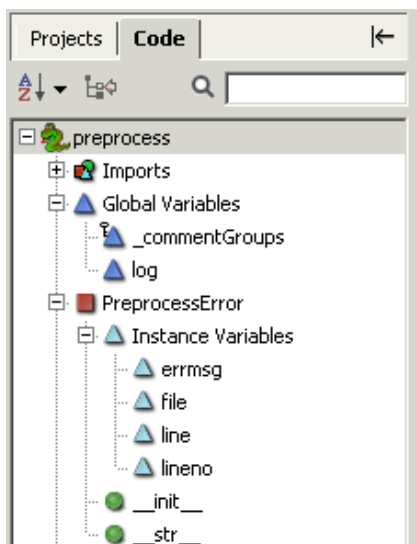 Projects Code
preprocess
Imports
Global Variables
_commentGroups
log
PreprocessError
Instance Variables
errmsg
file
line
lineno
__init__
__str__